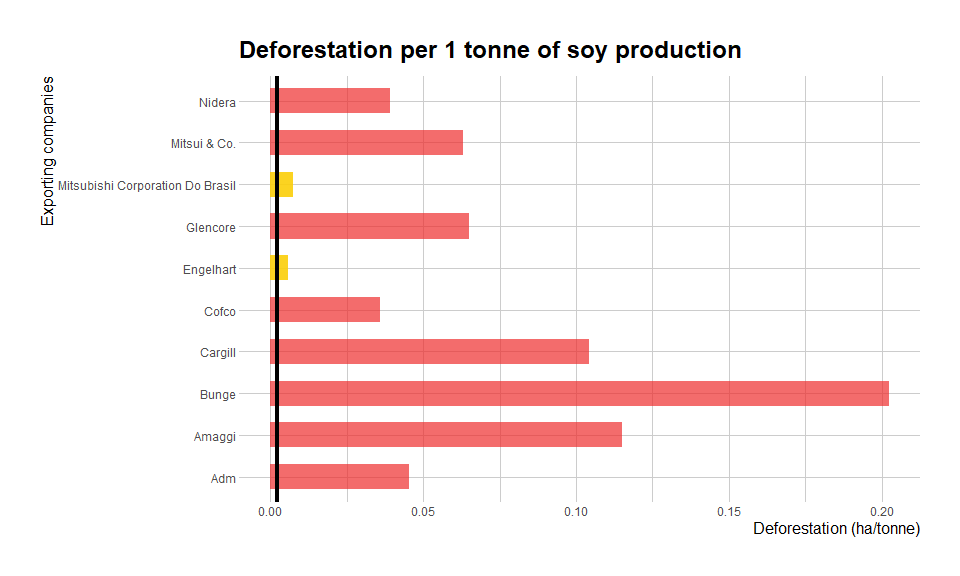 Deforestation per 1 tonne of soy production
Exporting companies
Nidera
Mitsui & Co.
Mitsubishi Corporation Do Brasil
Glencore
Engelhart
Cofco
Cargill
Bunge
Amaggi
Adm
0.00 0.05 0.10 0.15 0.20
Deforestation (ha/tonne)